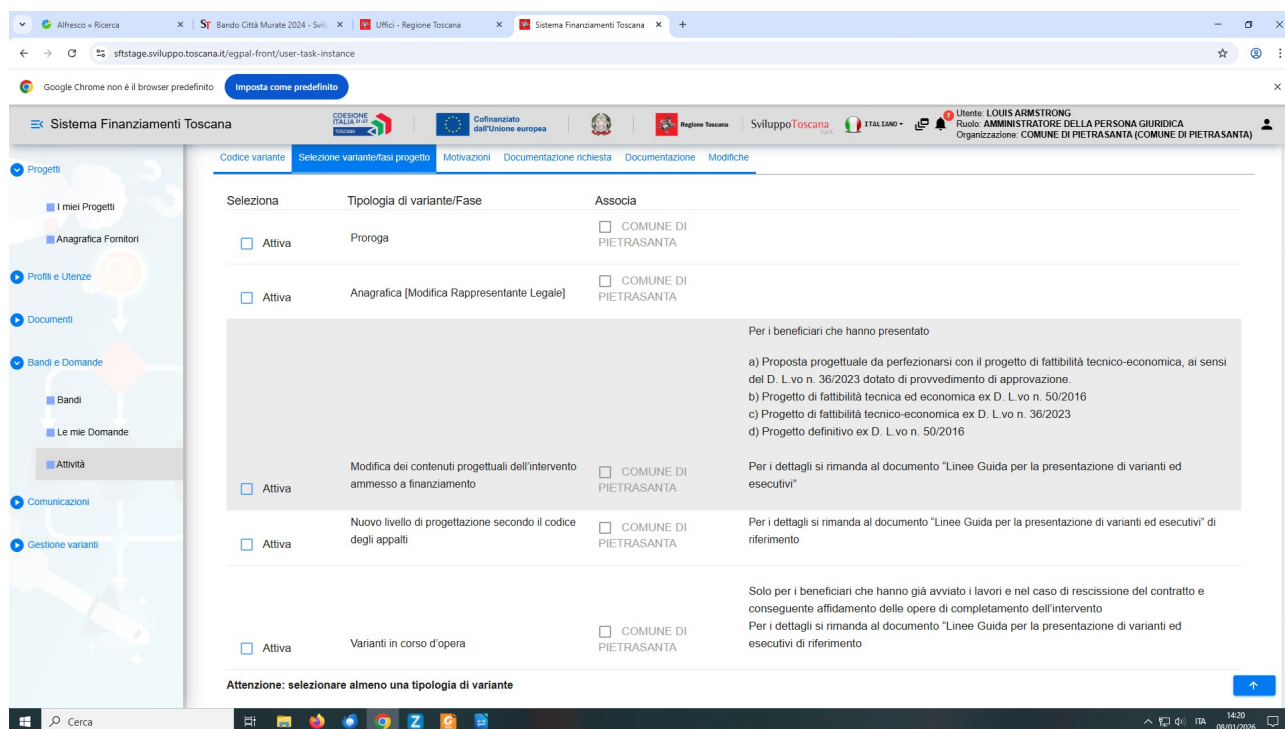 Alfresco » Ricerca
Bando Città Murate 2024 - Svilu
Uffici - Regione Toscana
Sistema Finanziamenti Toscana
sftstage.sviluppo.toscana.it/egpal-front/user-task-instance
Google Chrome non è il browser predefinito
Imposta come predefinito
Sistema Finanziamenti Toscana
COESIONE
ITALIA 21-27
TOSCANA
Cofinanziato
dall'Unione europea
Regione Toscana
SviluppoToscana
ITALIANO
Utente: LOUIS ARMSTRONG
Ruolo: AMMINISTRATORE DELLA PERSONA GIURIDICA
Organizzazione: COMUNE DI PIETRASANTA (COMUNE DI PIETRASANTA)
Progetti
I miei Progetti
Anagrafica Fornitori
Profili e Utenze
Documenti
Bandi e Domande
Bandi
Le mie Domande
Attività
Comunicazioni
Gestione varianti
Codice variante Selezione variante/fasi progetto Motivazioni Documentazione richiesta Documentazione Modifiche
Seleziona Tipologia di variante/Fase Associa
Attiva Proroga COMUNE DI
PIETRASANTA
Attiva Anagrafica [Modifica Rappresentante Legale] COMUNE DI
PIETRASANTA
Per i beneficiari che hanno presentato
a) Proposta progettuale da perfezionarsi con il progetto di fattibilità tecnico-economica, ai sensi
del D. L.vo n. 36/2023 dotato di provvedimento di approvazione.
b) Progetto di fattibilità tecnica ed economica ex D. L.vo n. 50/2016
c) Progetto di fattibilità tecnico-economica ex D. L.vo n. 36/2023
d) Progetto definitivo ex D. L.vo n. 50/2016
Attiva
Modifica dei contenuti progettuali dell'intervento
ammesso a finanziamento
COMUNE DI
PIETRASANTA
Per i dettagli si rimanda al documento "Linee Guida per la presentazione di varianti ed
esecutivi"
Attiva
Nuovo livello di progettazione secondo il codice
degli appalti
COMUNE DI
PIETRASANTA
Per i dettagli si rimanda al documento "Linee Guida per la presentazione di varianti ed esecutivi" di
riferimento
Attiva
Varianti in corso d'opera
COMUNE DI
PIETRASANTA
Solo per i beneficiari che hanno già avviato i lavori e nel caso di rescissione del contratto e
conseguente affidamento delle opere di completamento dell'intervento
Per i dettagli si rimanda al documento "Linee Guida per la presentazione di varianti ed
esecutivi di riferimento
Attenzione: selezionare almeno una tipologia di variante
Cerca
ITA
14:20
08/01/2026